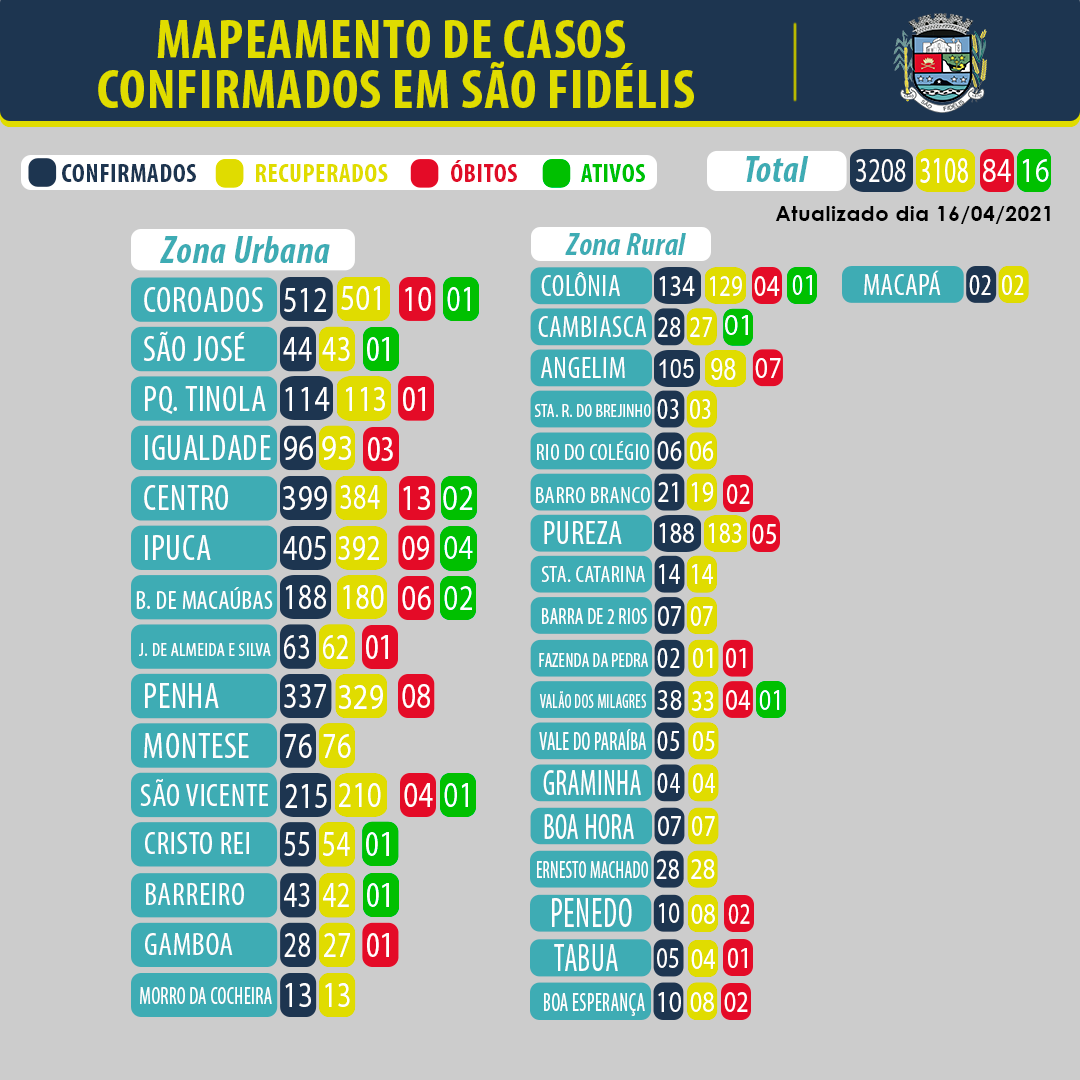 MAPEAMENTO DE CASOS
CONFIRMADOS EM SÃO FIDÉLIS
SÃO FIDÉLIS
CONFIRMADOS RECUPERADOS ÓBITOS ATIVOS
Total 3208 3108 84 16
Atualizado dia 16/04/2021
Zona Urbana
COROADOS 512 501 10 01
SÃO JOSÉ 44 43 01
PQ. TINOLA 114 113 01
IGUALDADE 96 93 03
CENTRO 399 384 13 02
IPUCA 405 392 09 04
B. DE MACAÚBAS 188 180 06 02
J. DE ALMEIDA E SILVA 63 62 01
PENHA 337 329 08
MONTESE 76 76
SÃO VICENTE 215 210 04 01
CRISTO REI 55 54 01
BARREIRO 43 42 01
GAMBOA 28 27 01
MORRO DA COCHEIRA 13 13
Zona Rural
COLÔNIA 134 129 04 01
CAMBIASCA 28 27 01
ANGELIM 105 98 07
STA. R. DO BREJINHO 03 03
RIO DO COLÉGIO 06 06
BARRO BRANCO 21 19 02
PUREZA 188 183 05
STA. CATARINA 14 14
BARRA DE 2 RIOS 07 07
FAZENDA DA PEDRA 02 01 01
VALÃO DOS MILAGRES 38 33 04 01
VALE DO PARAÍBA 05 05
GRAMINHA 04 04
BOA HORA 07 07
ERNESTO MACHADO 28 28
PENEDO 10 08 02
TABUA 05 04 01
BOA ESPERANÇA 10 08 02
MACAPÁ 02 02